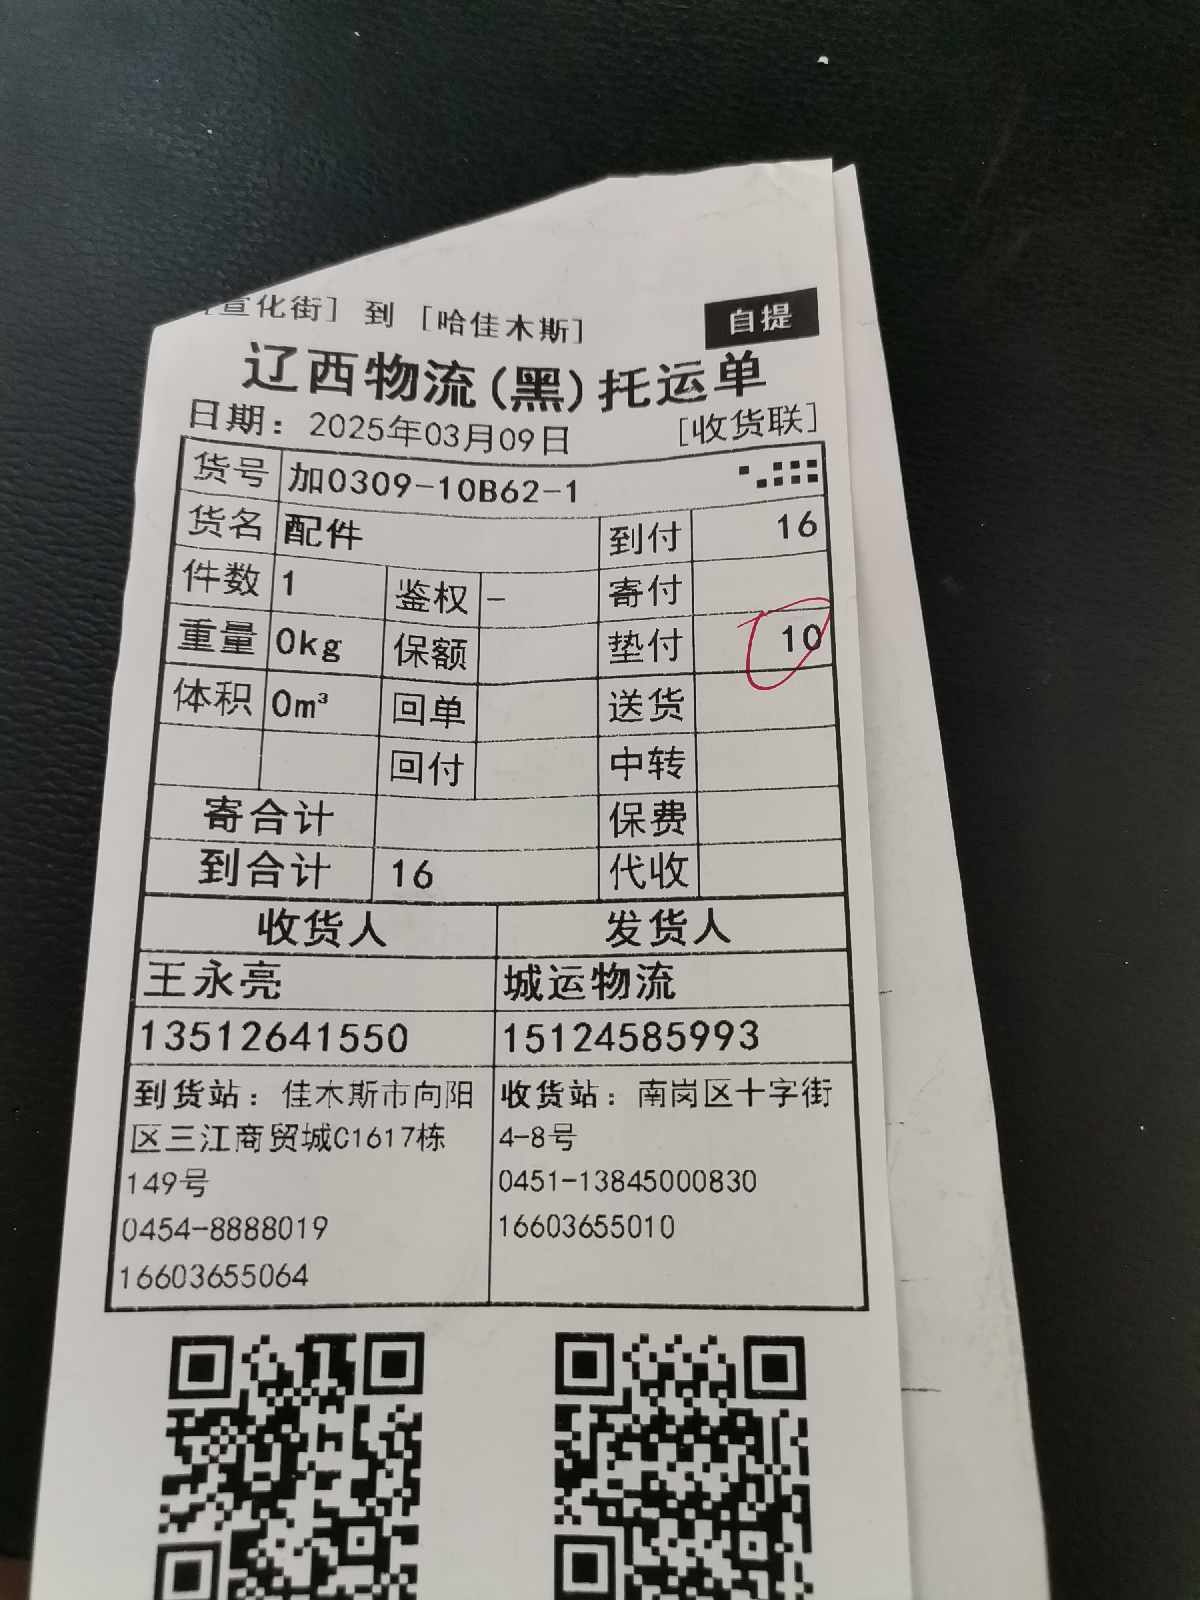 [宣化街] 到 [哈佳木斯]
自提
辽西物流(黑)托运单
日期: 2025年03月09日 [收货联]
货号 加0309-10B62-1
货名 配件 到付 16
件数 1 鉴权 - 寄付
重量 0kg 保额 垫付 10
体积 0m³ 回单 送货
回付 中转
寄合计 保费
到合计 16 代收
收货人 发货人
王永亮 城运物流
13512641550 15124585993
到货站: 佳木斯市向阳 收货站: 南岗区十字街
区三江商贸城C1617栋 4-8号
149号 0451-13845000830
0454-8888019 16603655010
16603655064